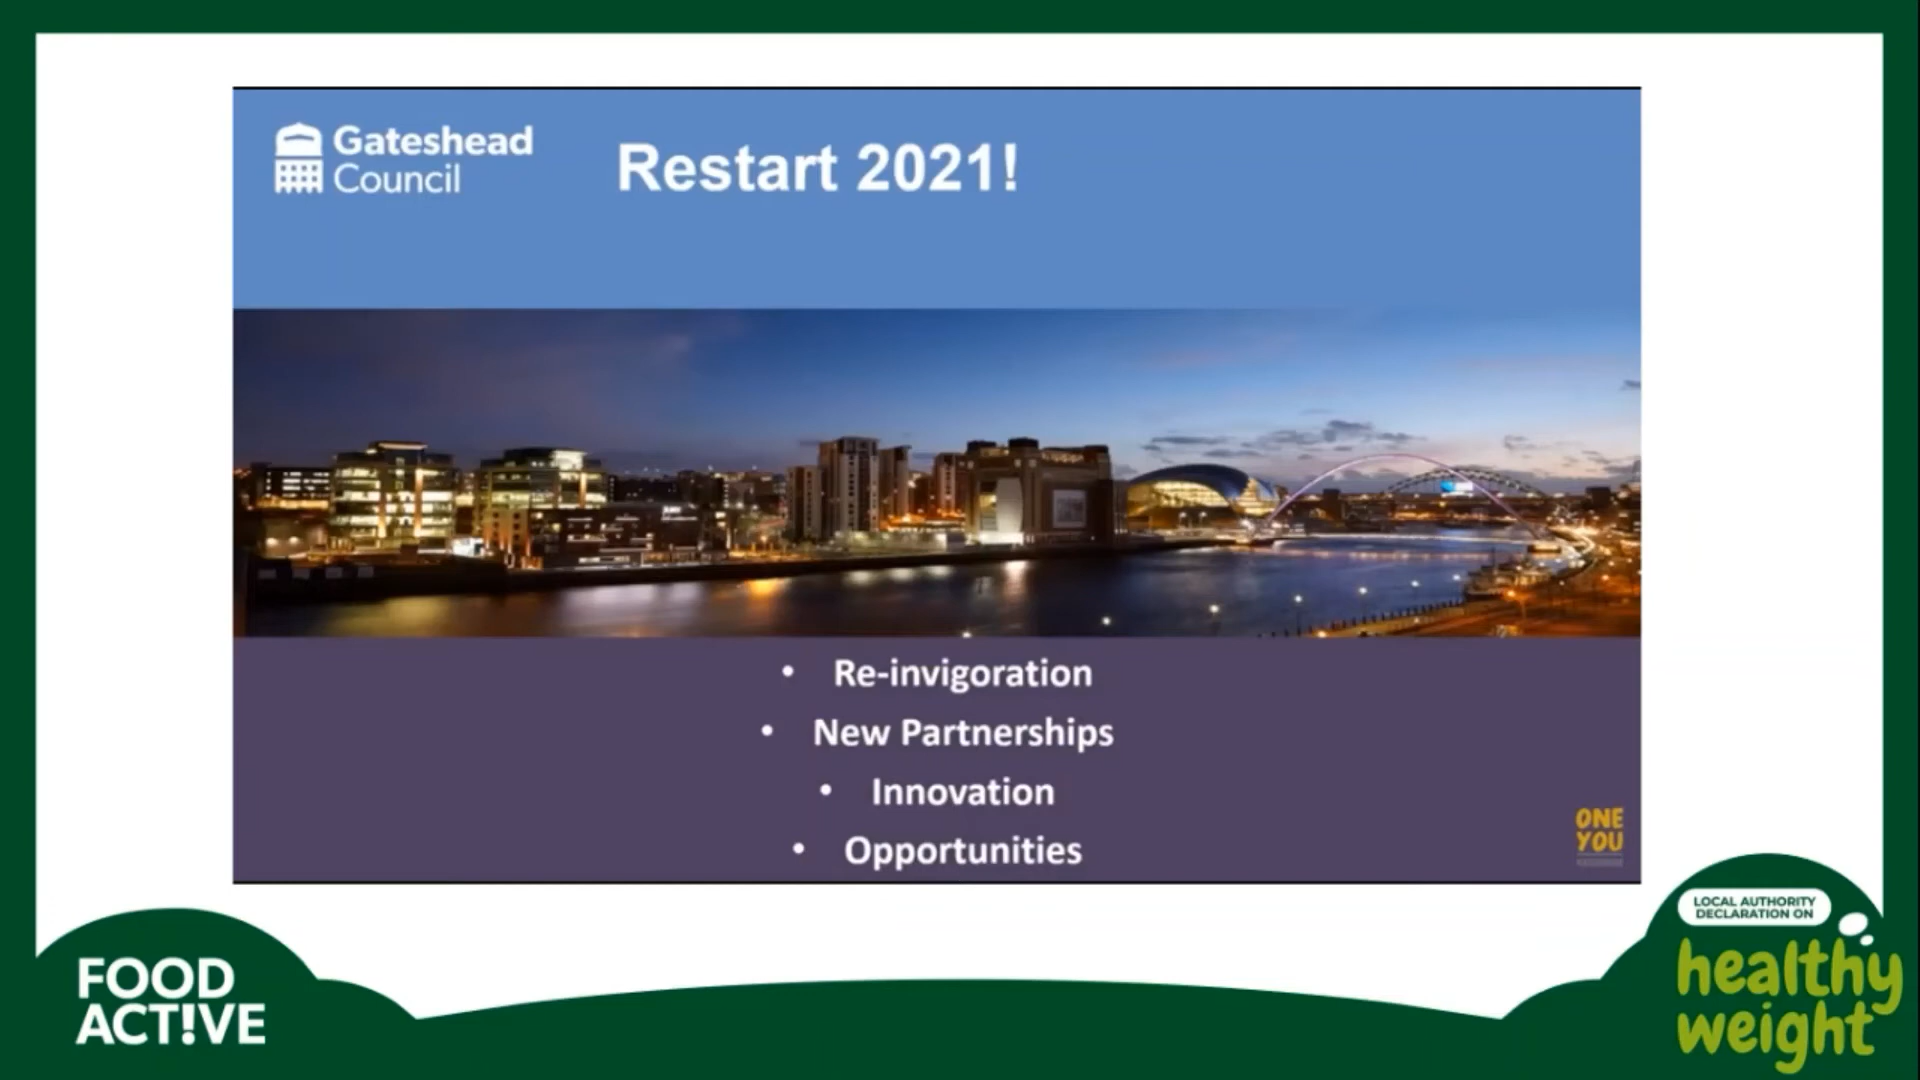 Gateshead
Council
Restart 2021!
• Re-invigoration
• New Partnerships
• Innovation
• Opportunities
ONE
YOU
LOCAL AUTHORITY
DECLARATION ON
healthy
weight
FOOD
ACT!VE